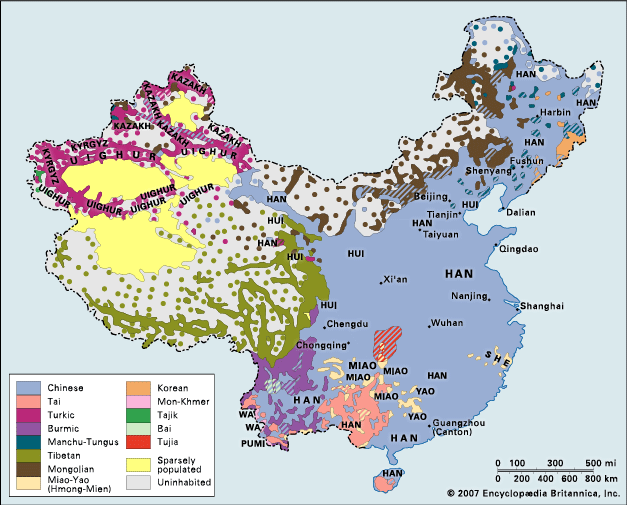 KAZAKH
KAZAKH
KAZAKH
KAZAKH
KAZAKH
KYRGYZ
UIGHUR
KYRGYZ
UIGHUR
UIGHUR
UIGHUR
UIGHUR
UIGHUR
HAN
HAN
Harbin
HAN
Fushun
Shenyang
Beijing
HUI
Tianjin
Dalian
HAN
Taiyuan
HAN
HUI
HAN
HUI
HUI
Qingdao
Xi'an
HAN
HUI
Nanjing
Shanghai
Chengdu
Wuhan
Chongqing
SHE
MIAO
MIAO
MIAO
HAN
MIAO
YAO
HAN
YAO
WA
WA
PUMI
HAN
Guangzhou
(Canton)
HAN
HAN
Chinese
Tai
Turkic
Burmic
Manchu-Tungus
Tibetan
Mongolian
Miao-Yao
(Hmong-Mien)
Korean
Mon-Khmer
Tajik
Bai
Tujia
Sparsely
populated
Uninhabited
0 100 300 500 mi
0 200 400 600 800 km
© 2007 Encyclopædia Britannica, Inc.